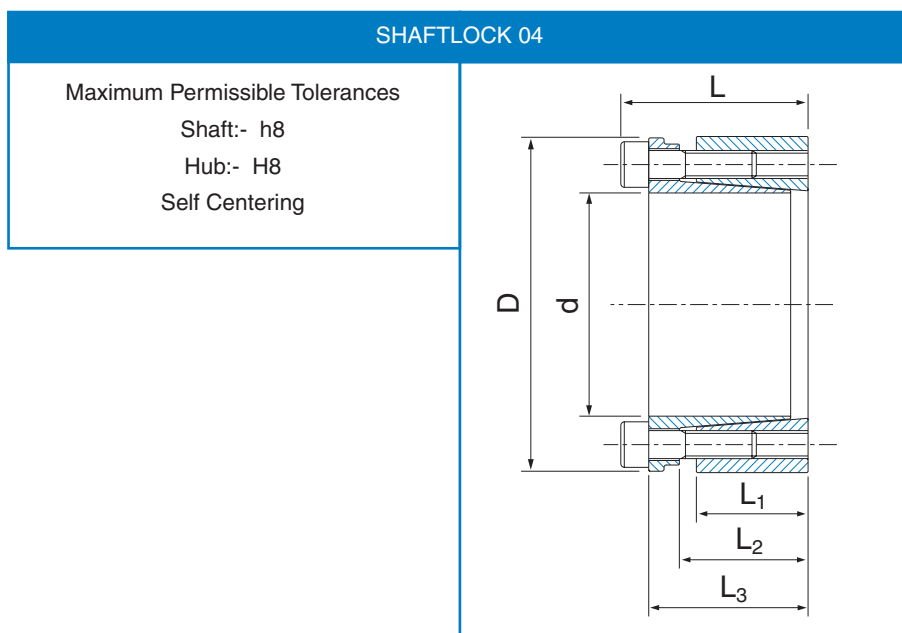 SHAFTLOCK 04
Maximum Permissible Tolerances
Shaft:- h8
Hub:- H8
Self Centering
L
D
d
L₁
L₂
L₃